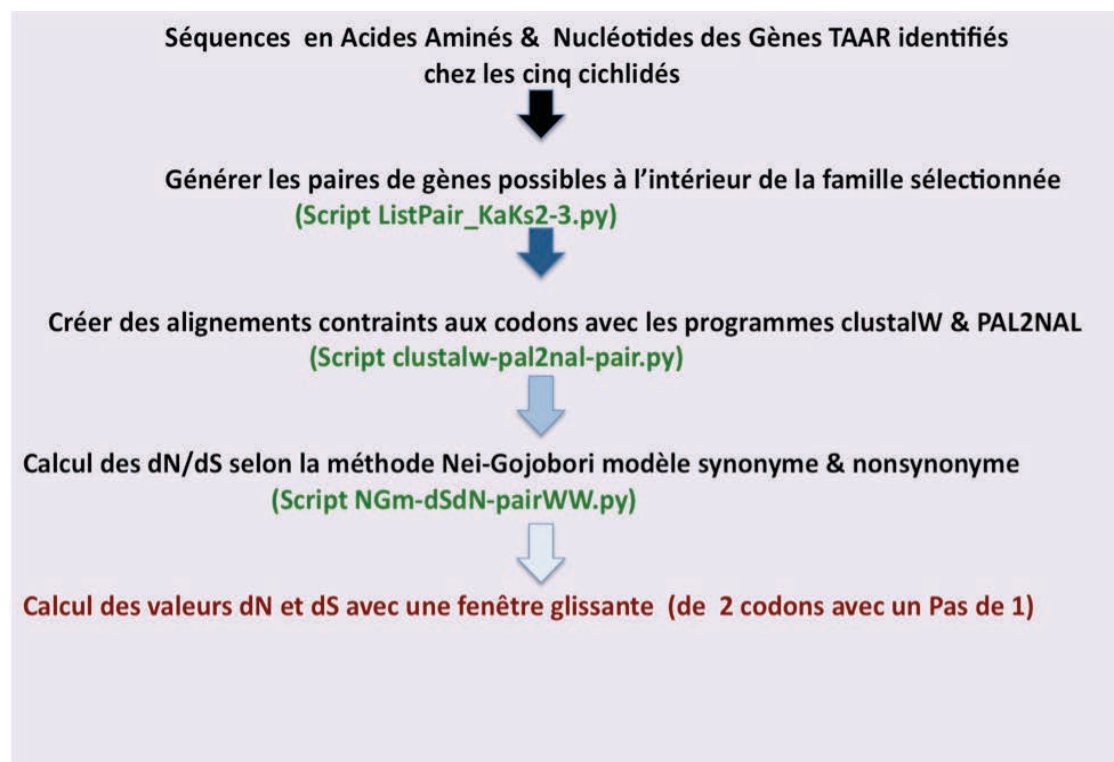 Séquences en Acides Aminés & Nucléotides des Gènes TAAR identifiés
chez les cinq cichlidés
Générer les paires de gènes possibles à l'intérieur de la famille sélectionnée
(Script ListPair_KaKs2-3.py)
Créer des alignements contraints aux codons avec les programmes clustalW & PAL2NAL
(Script clustalw-pal2nal-pair.py)
Calcul des dN/dS selon la méthode Nei-Gojobori modèle synonyme & nonsynonyme
(Script NGm-dSdN-pairWW.py)
Calcul des valeurs dN et dS avec une fenêtre glissante (de 2 codons avec un Pas de 1)